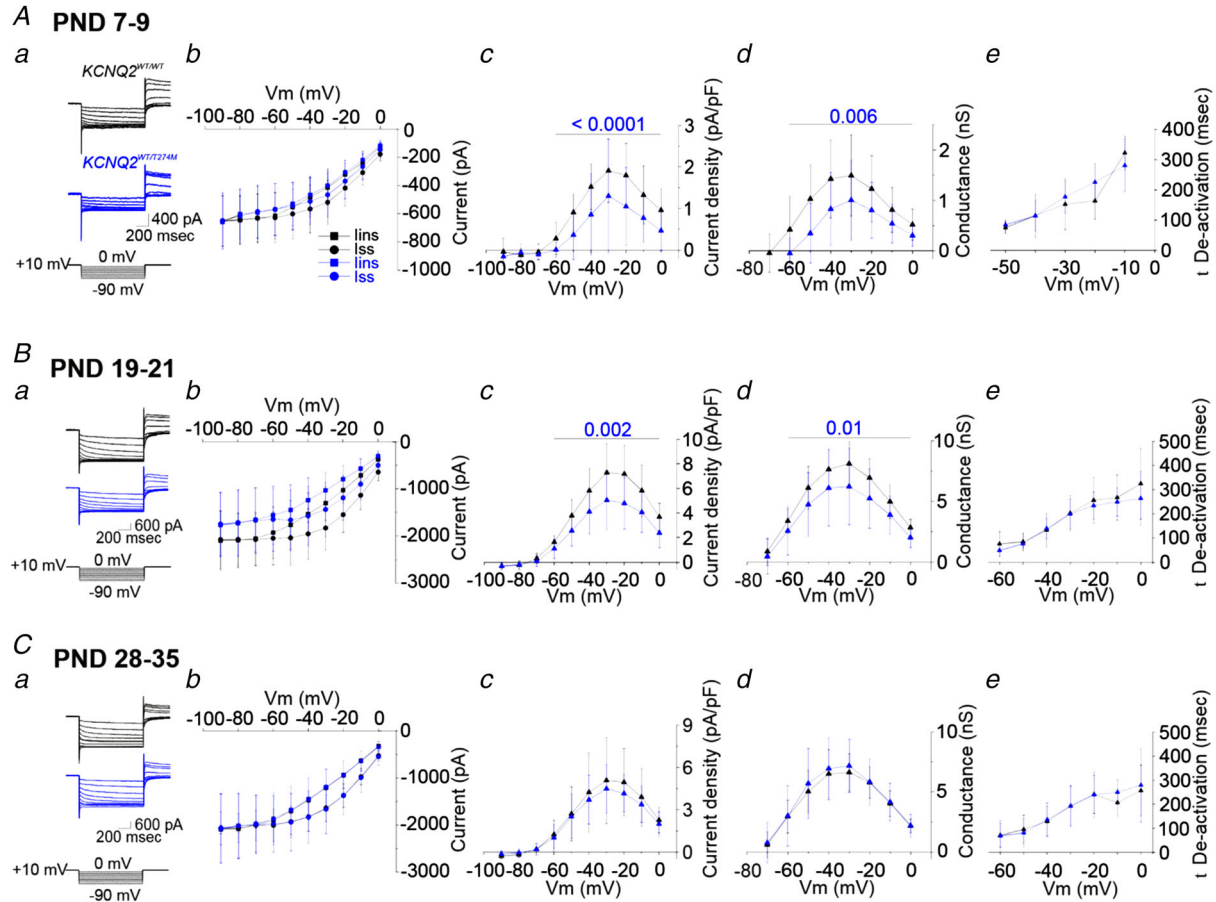 A PND 7-9
a
b
c
d
e
KCNQ2WT/WT
KCNQ2WT/T274M
400 pA
200 msec
+10 mV
0 mV
-90 mV
Vm (mV)
-100 -80 -60 -40 -20 0
0
-200
-400
-600
-800
-1000
Current (pA)
Iins
Iss
Iins
Iss
< 0.0001
3
2
1
0
Current density (pA/pF)
-100 -80 -60 -40 -20 0
Vm (mV)
0.006
2
1
0
Conductance (nS)
-80 -60 -40 -20 0
Vm (mV)
400
300
200
100
0
t De-activation (msec)
-50 -40 -30 -20 -10 0
Vm (mV)
B PND 19-21
a
b
c
d
e
600 pA
200 msec
+10 mV
0 mV
-90 mV
Vm (mV)
-100 -80 -60 -40 -20 0
0
-1000
-2000
-3000
Current (pA)
0.002
10
8
6
4
2
0
Current density (pA/pF)
-100 -80 -60 -40 -20 0
Vm (mV)
0.01
10
5
0
Conductance (nS)
-80 -60 -40 -20 0
Vm (mV)
500
400
300
200
100
0
t De-activation (msec)
-60 -40 -20 0
Vm (mV)
C PND 28-35
a
b
c
d
e
600 pA
200 msec
+10 mV
0 mV
-90 mV
Vm (mV)
-100 -80 -60 -40 -20 0
0
-1000
-2000
-3000
Current (pA)
9
6
3
0
Current density (pA/pF)
-100 -80 -60 -40 -20 0
Vm (mV)
10
5
0
Conductance (nS)
-80 -60 -40 -20 0
Vm (mV)
500
400
300
200
100
0
t De-activation (msec)
-60 -40 -20 0
Vm (mV)